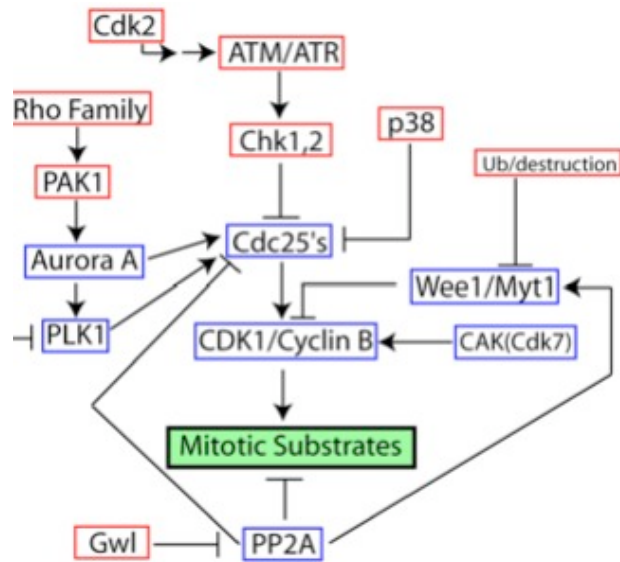 Cdk2
ATM/ATR
Rho Family
Chk1,2
p38
PAK1
Ub/destruction
Aurora A
Cdc25's
Wee1/Myt1
PLK1
CDK1/Cyclin B
CAK(Cdk7)
Mitotic Substrates
Gwl
PP2A